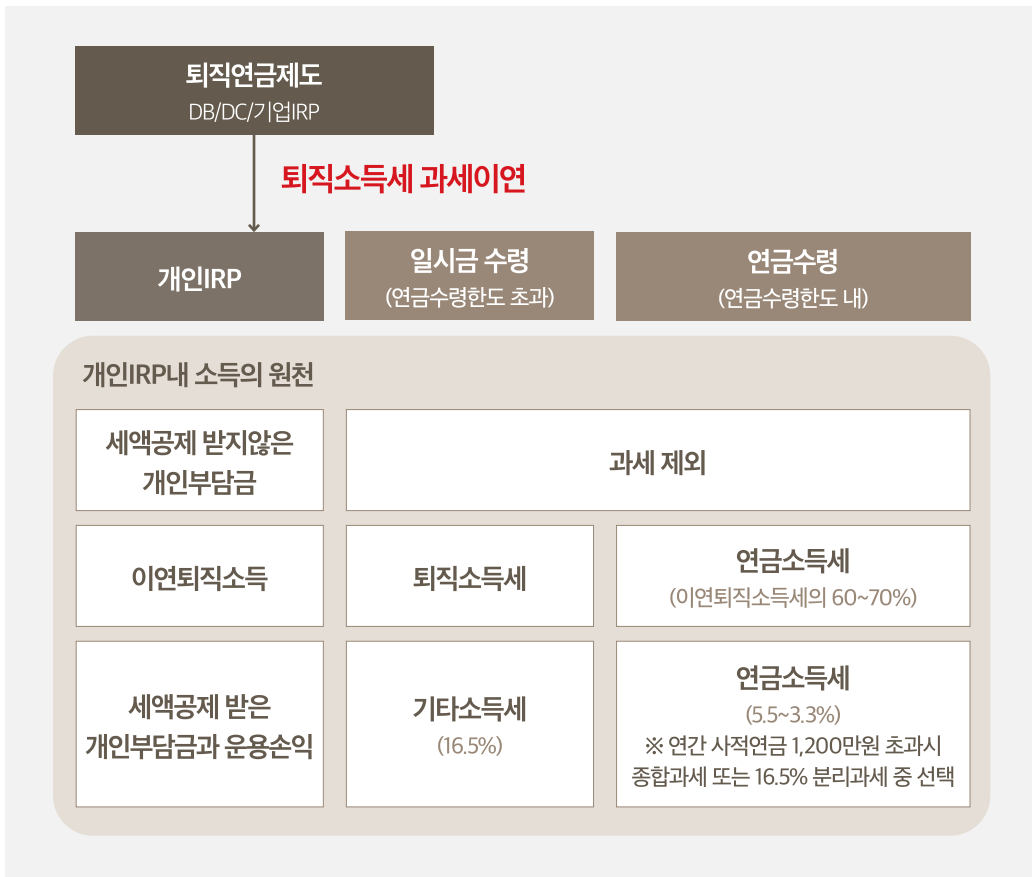 퇴직연금제도
DB/DC/기업IRP
퇴직소득세 과세이연
개인IRP
일시금 수령
(연금수령한도 초과)
연금수령
(연금수령한도 내)
개인IRP내 소득의 원천
세액공제 받지않은
개인부담금
과세 제외
이연퇴직소득
퇴직소득세
연금소득세
(이연퇴직소득세의 60~70%)
세액공제 받은
개인부담금과 운용손익
기타소득세
(16.5%)
연금소득세
(5.5~3.3%)
※ 연간 사적연금 1,200만원 초과시
종합과세 또는 16.5% 분리과세 중 선택